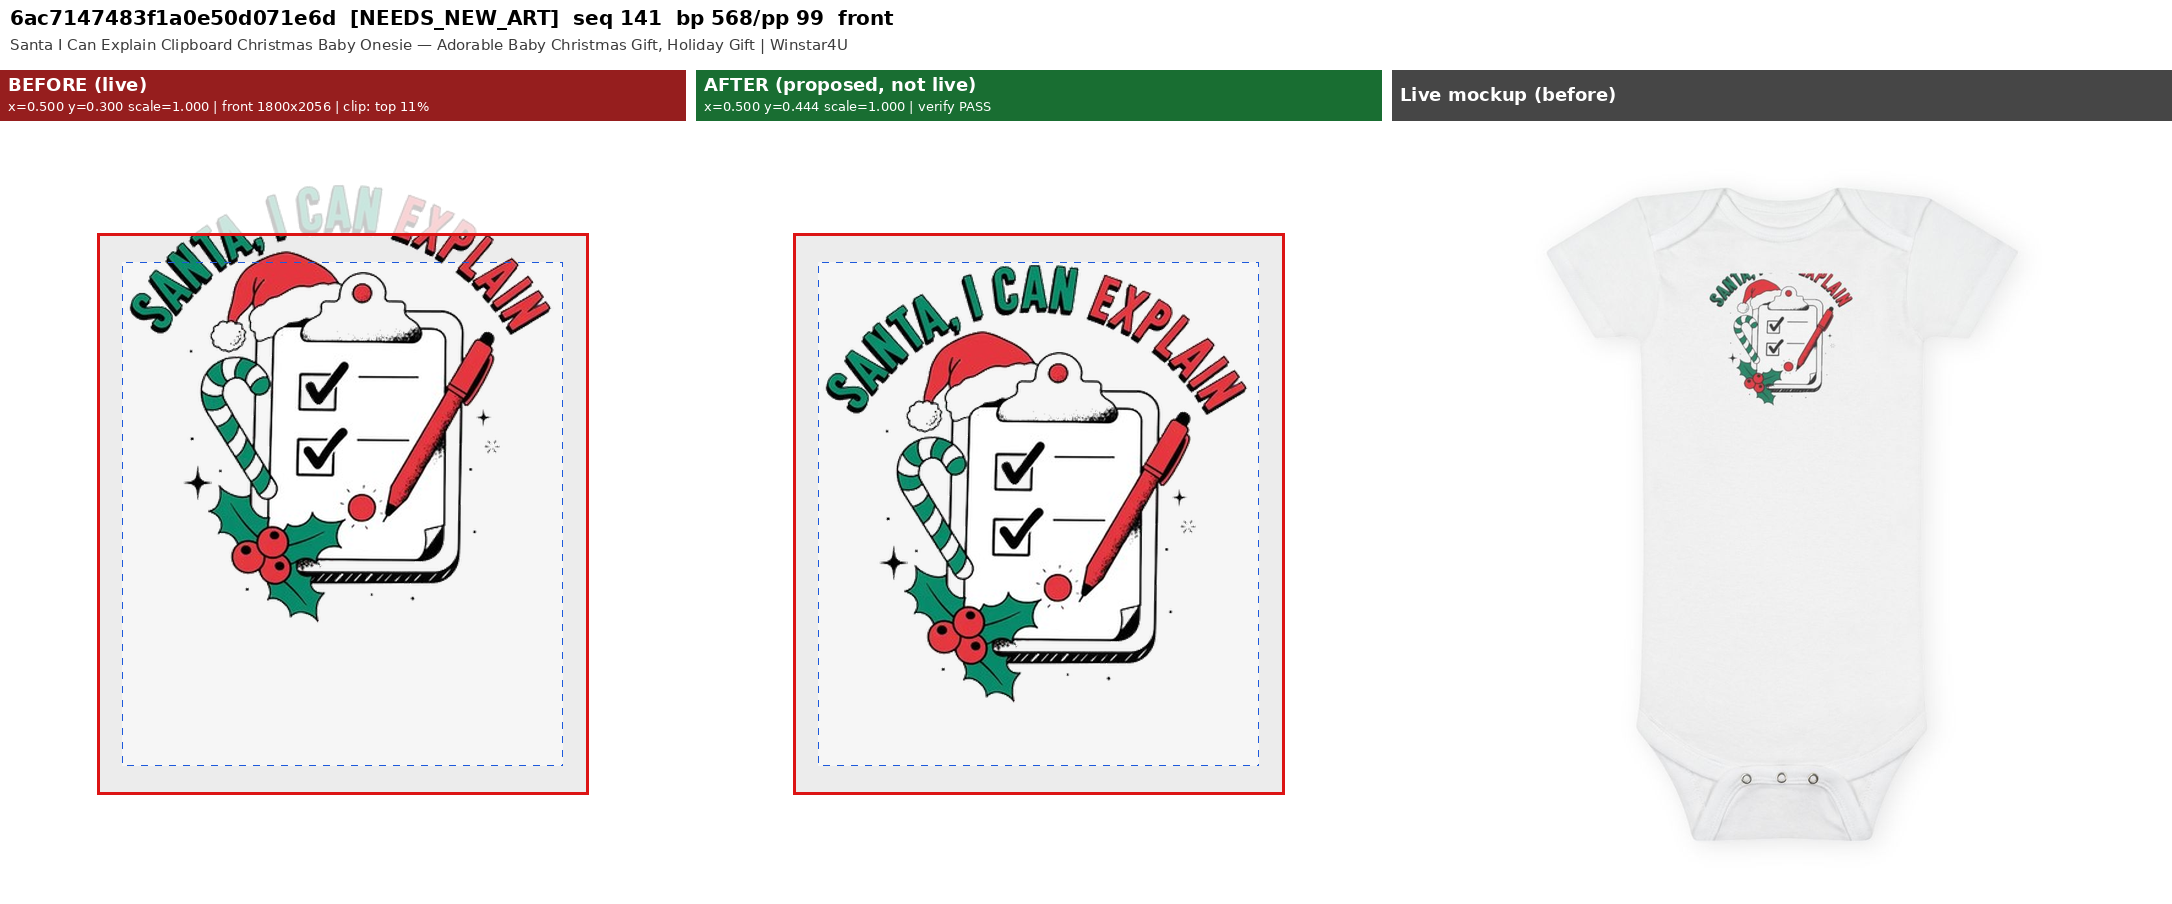 6ac7147483f1a0e50d071e6d [NEEDS_NEW_ART] seq 141 bp 568/pp 99 front
Santa I Can Explain Clipboard Christmas Baby Onesie — Adorable Baby Christmas Gift, Holiday Gift | Winstar4U
BEFORE (live)
x=0.500 y=0.300 scale=1.000 | front 1800x2056 | clip: top 11%
AFTER (proposed, not live)
x=0.500 y=0.444 scale=1.000 | verify PASS
Live mockup (before)
SANTA, I CAN EXPLAIN
SANTA, I CAN EXPLAIN
SANTA, EXPLAIN